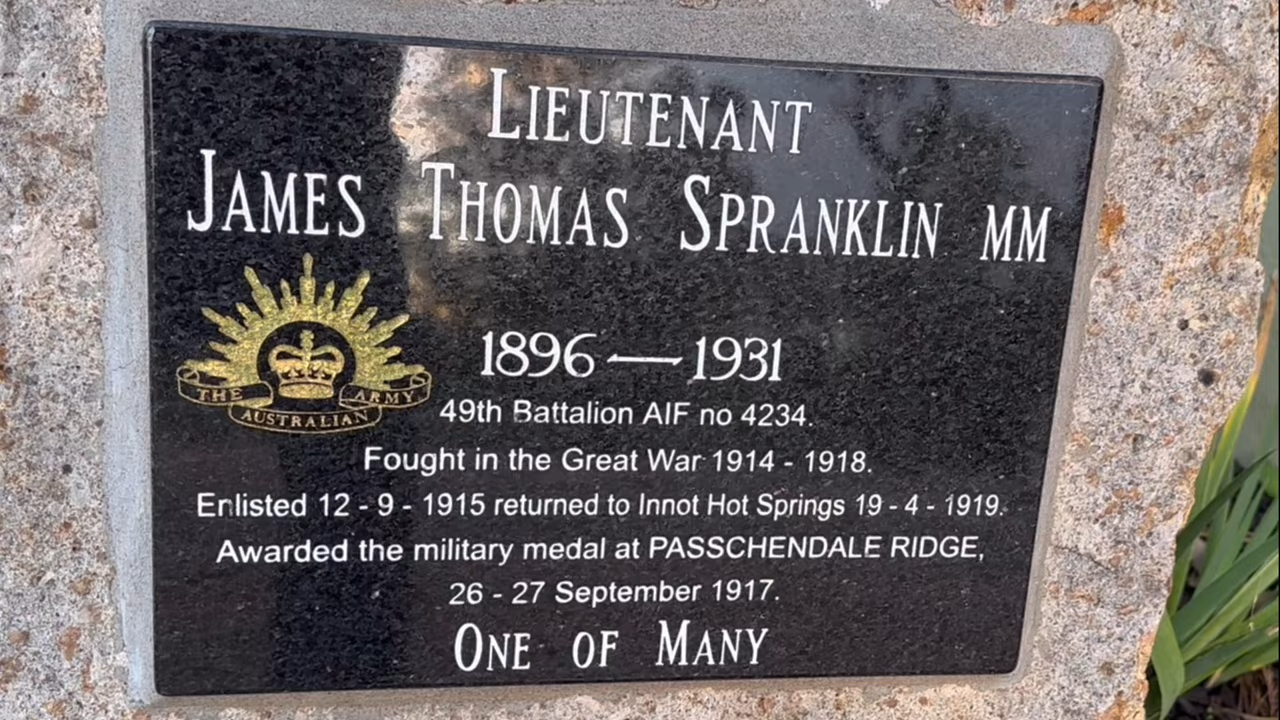 LIEUTENANT
JAMES THOMAS SPRANKLIN MM
THE AUSTRALIAN ARMY
1896 — 1931
49th Battalion AIF no 4234.
Fought in the Great War 1914 - 1918.
Enlisted 12 - 9 - 1915 returned to Innot Hot Springs 19 - 4 - 1919.
Awarded the military medal at PASSCHENDALE RIDGE,
26 - 27 September 1917.
ONE OF MANY